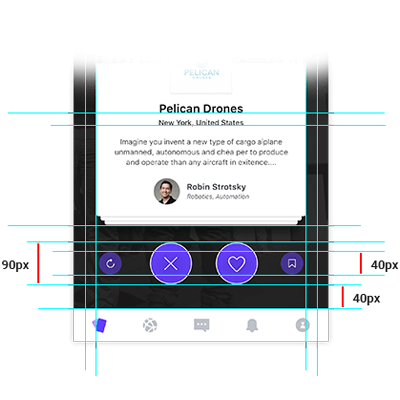 PELICAN
Pelican Drones
New York, United States
Imagine you invent a new type of cargo aiplane
unmanned, autonomous and chea per to produce
and operate than any aircraft in exitence....
Robin Strotsky
Robotics, Automation
90px
40px
40px